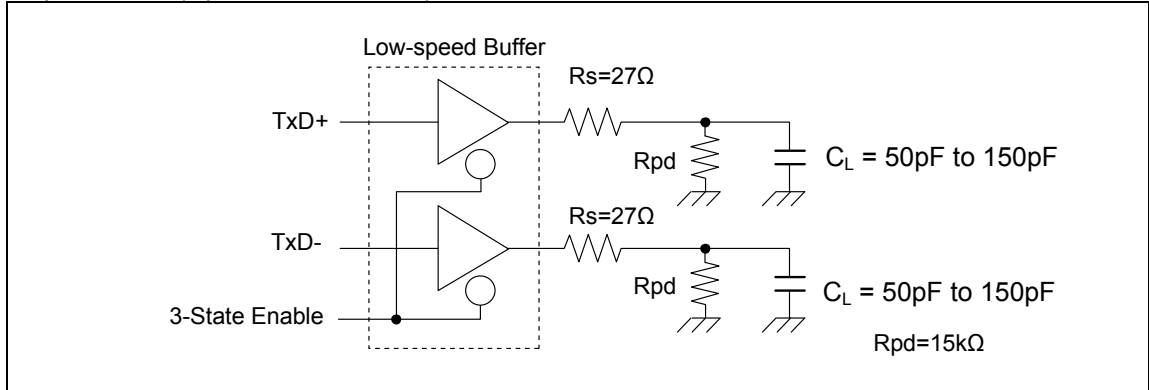 Low-speed Buffer
Rs=27Ω
TxD+
Rpd
CL = 50pF to 150pF
Rs=27Ω
TxD-
Rpd
CL = 50pF to 150pF
3-State Enable
Rpd=15kΩ